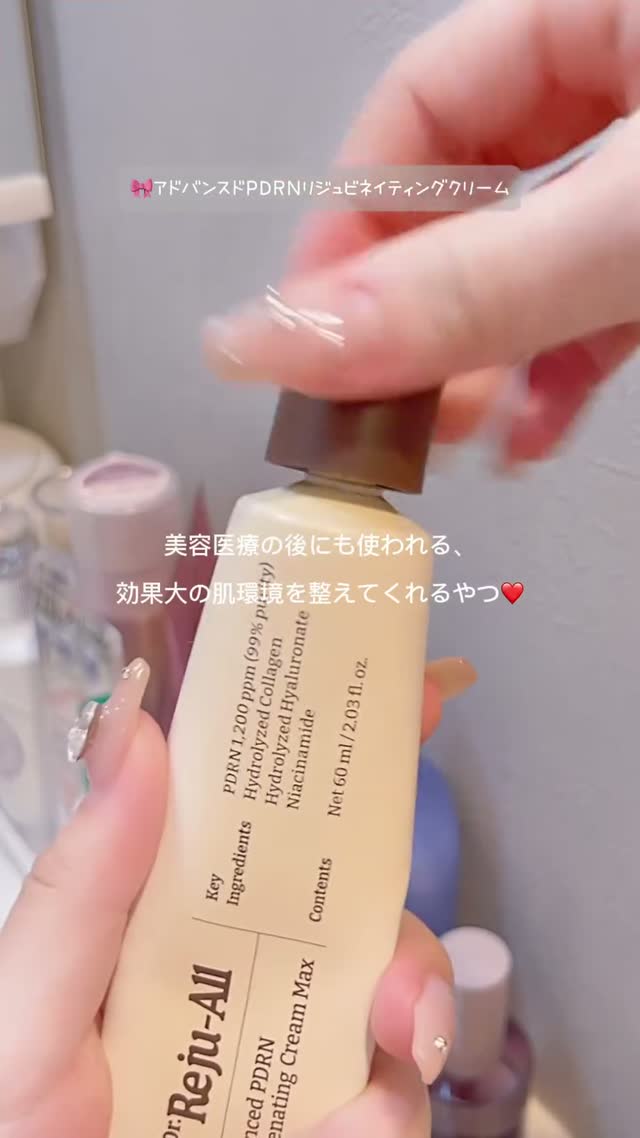 🎀アドバンスドPDRNリジュビネイティングクリーム
美容医療の後にも使われる、
効果大の肌環境を整えてくれるやつ❤️
Key
Ingredients
PDRN 1,200 ppm (99% purity)
Hydrolyzed Collagen
Hydrolyzed Hyaluronate
Niacinamide
Contents
Net 60 ml / 2.03 fl. oz.
Dr.
Reju-All
nced PDRN
enating Cream Max